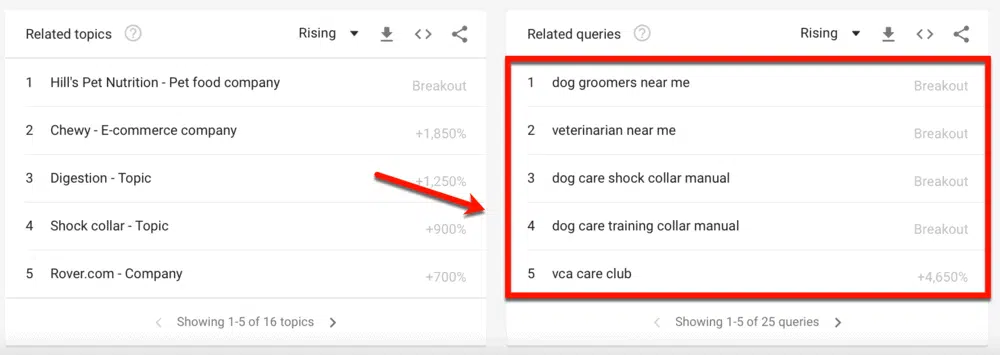 Related topics ? Rising
1 Hill's Pet Nutrition - Pet food company Breakout
2 Chewy - E-commerce company +1,850%
3 Digestion - Topic +1,250%
4 Shock collar - Topic +900%
5 Rover.com - Company +700%
Showing 1-5 of 16 topics
Related queries ? Rising
1 dog groomers near me Breakout
2 veterinarian near me Breakout
3 dog care shock collar manual Breakout
4 dog care training collar manual Breakout
5 vca care club +4,650%
Showing 1-5 of 25 queries